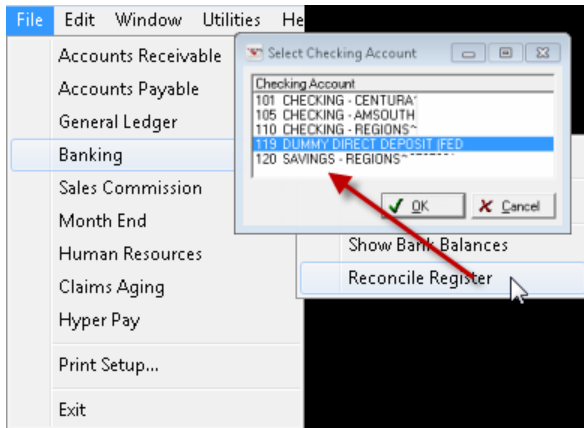 File Edit Window Utilities He
Accounts Receivable
Accounts Payable
General Ledger
Banking
Sales Commission
Month End
Human Resources
Claims Aging
Hyper Pay
Print Setup...
Exit
Select Checking Account
Checking Account
101 CHECKING - CENTURA
105 CHECKING - AMSOUTH
110 CHECKING - REGIONS~
119 DUMMY DIRECT DEPOSIT (FED
120 SAVINGS - REGIONS~
OK Cancel
Show Bank Balances
Reconcile Register